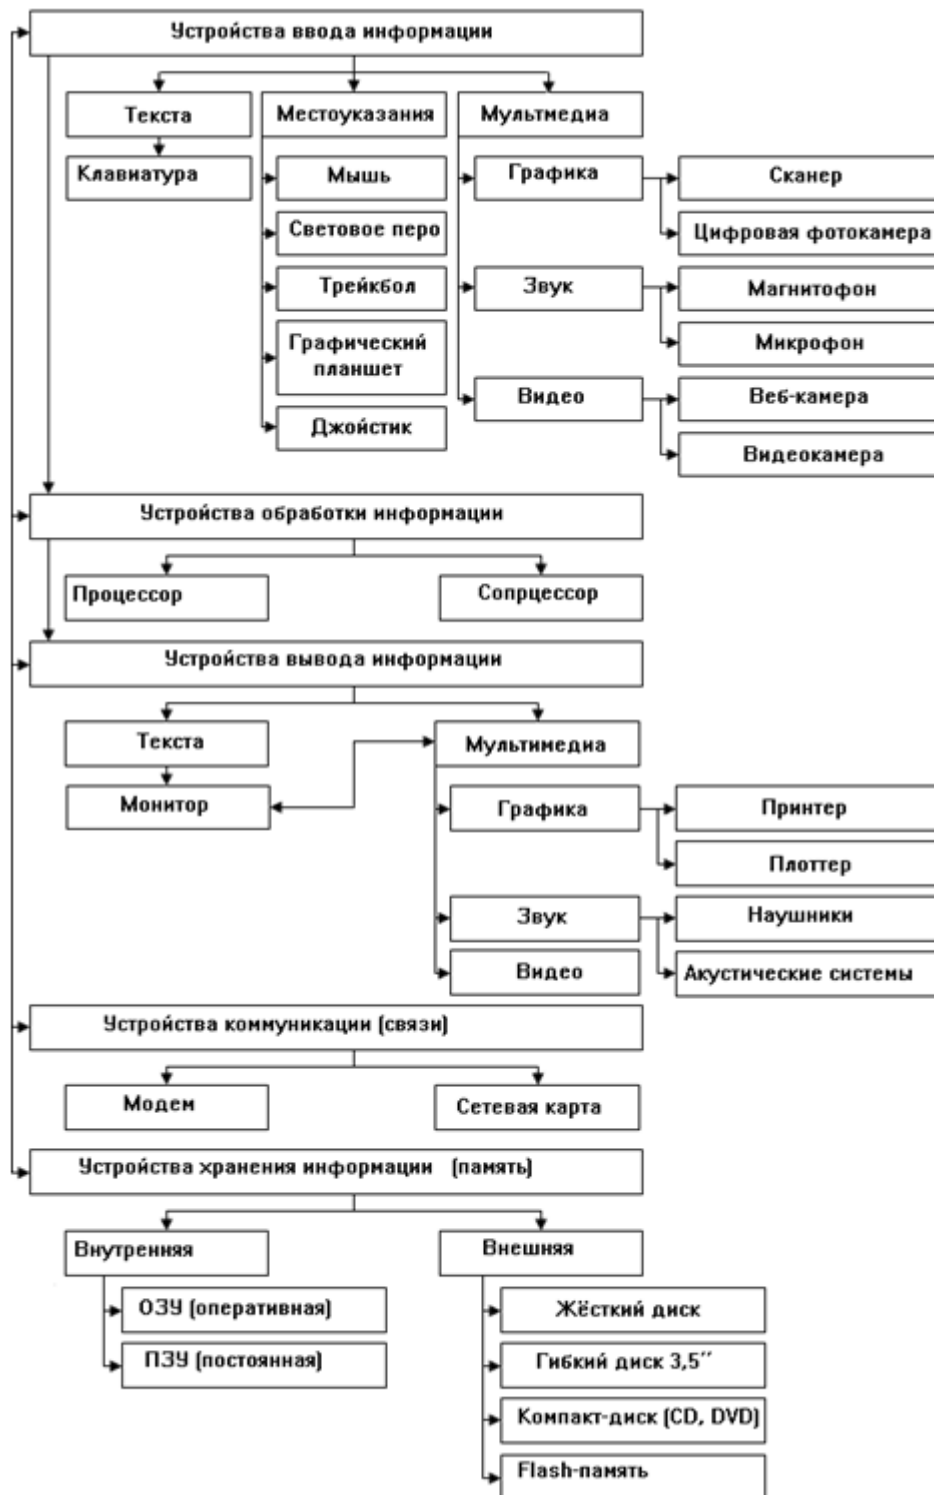 Устройства ввода информации
Текста
Местоуказания
Мультмедиа
Клавиатура
Мышь
Графика
Сканер
Световое перо
Цифровая фотокамера
Трейкбол
Звук
Магнитофон
Графический
планшет
Микрофон
Джойстик
Видео
Веб-камера
Видеокамера
Устройства обработки информации
Процессор
Сопрцессор
Устройства вывода информации
Текста
Мультимедиа
Монитор
Графика
Принтер
Плоттер
Звук
Наушники
Видео
Акустические системы
Устройства коммуникации (связи)
Модем
Сетевая карта
Устройства хранения информации (память)
Внутренняя
Внешняя
ОЗУ (оперативная)
Жёсткий диск
ПЗУ (постоянная)
Гибкий диск 3,5″
Компакт-диск (CD, DVD)
Flash-память